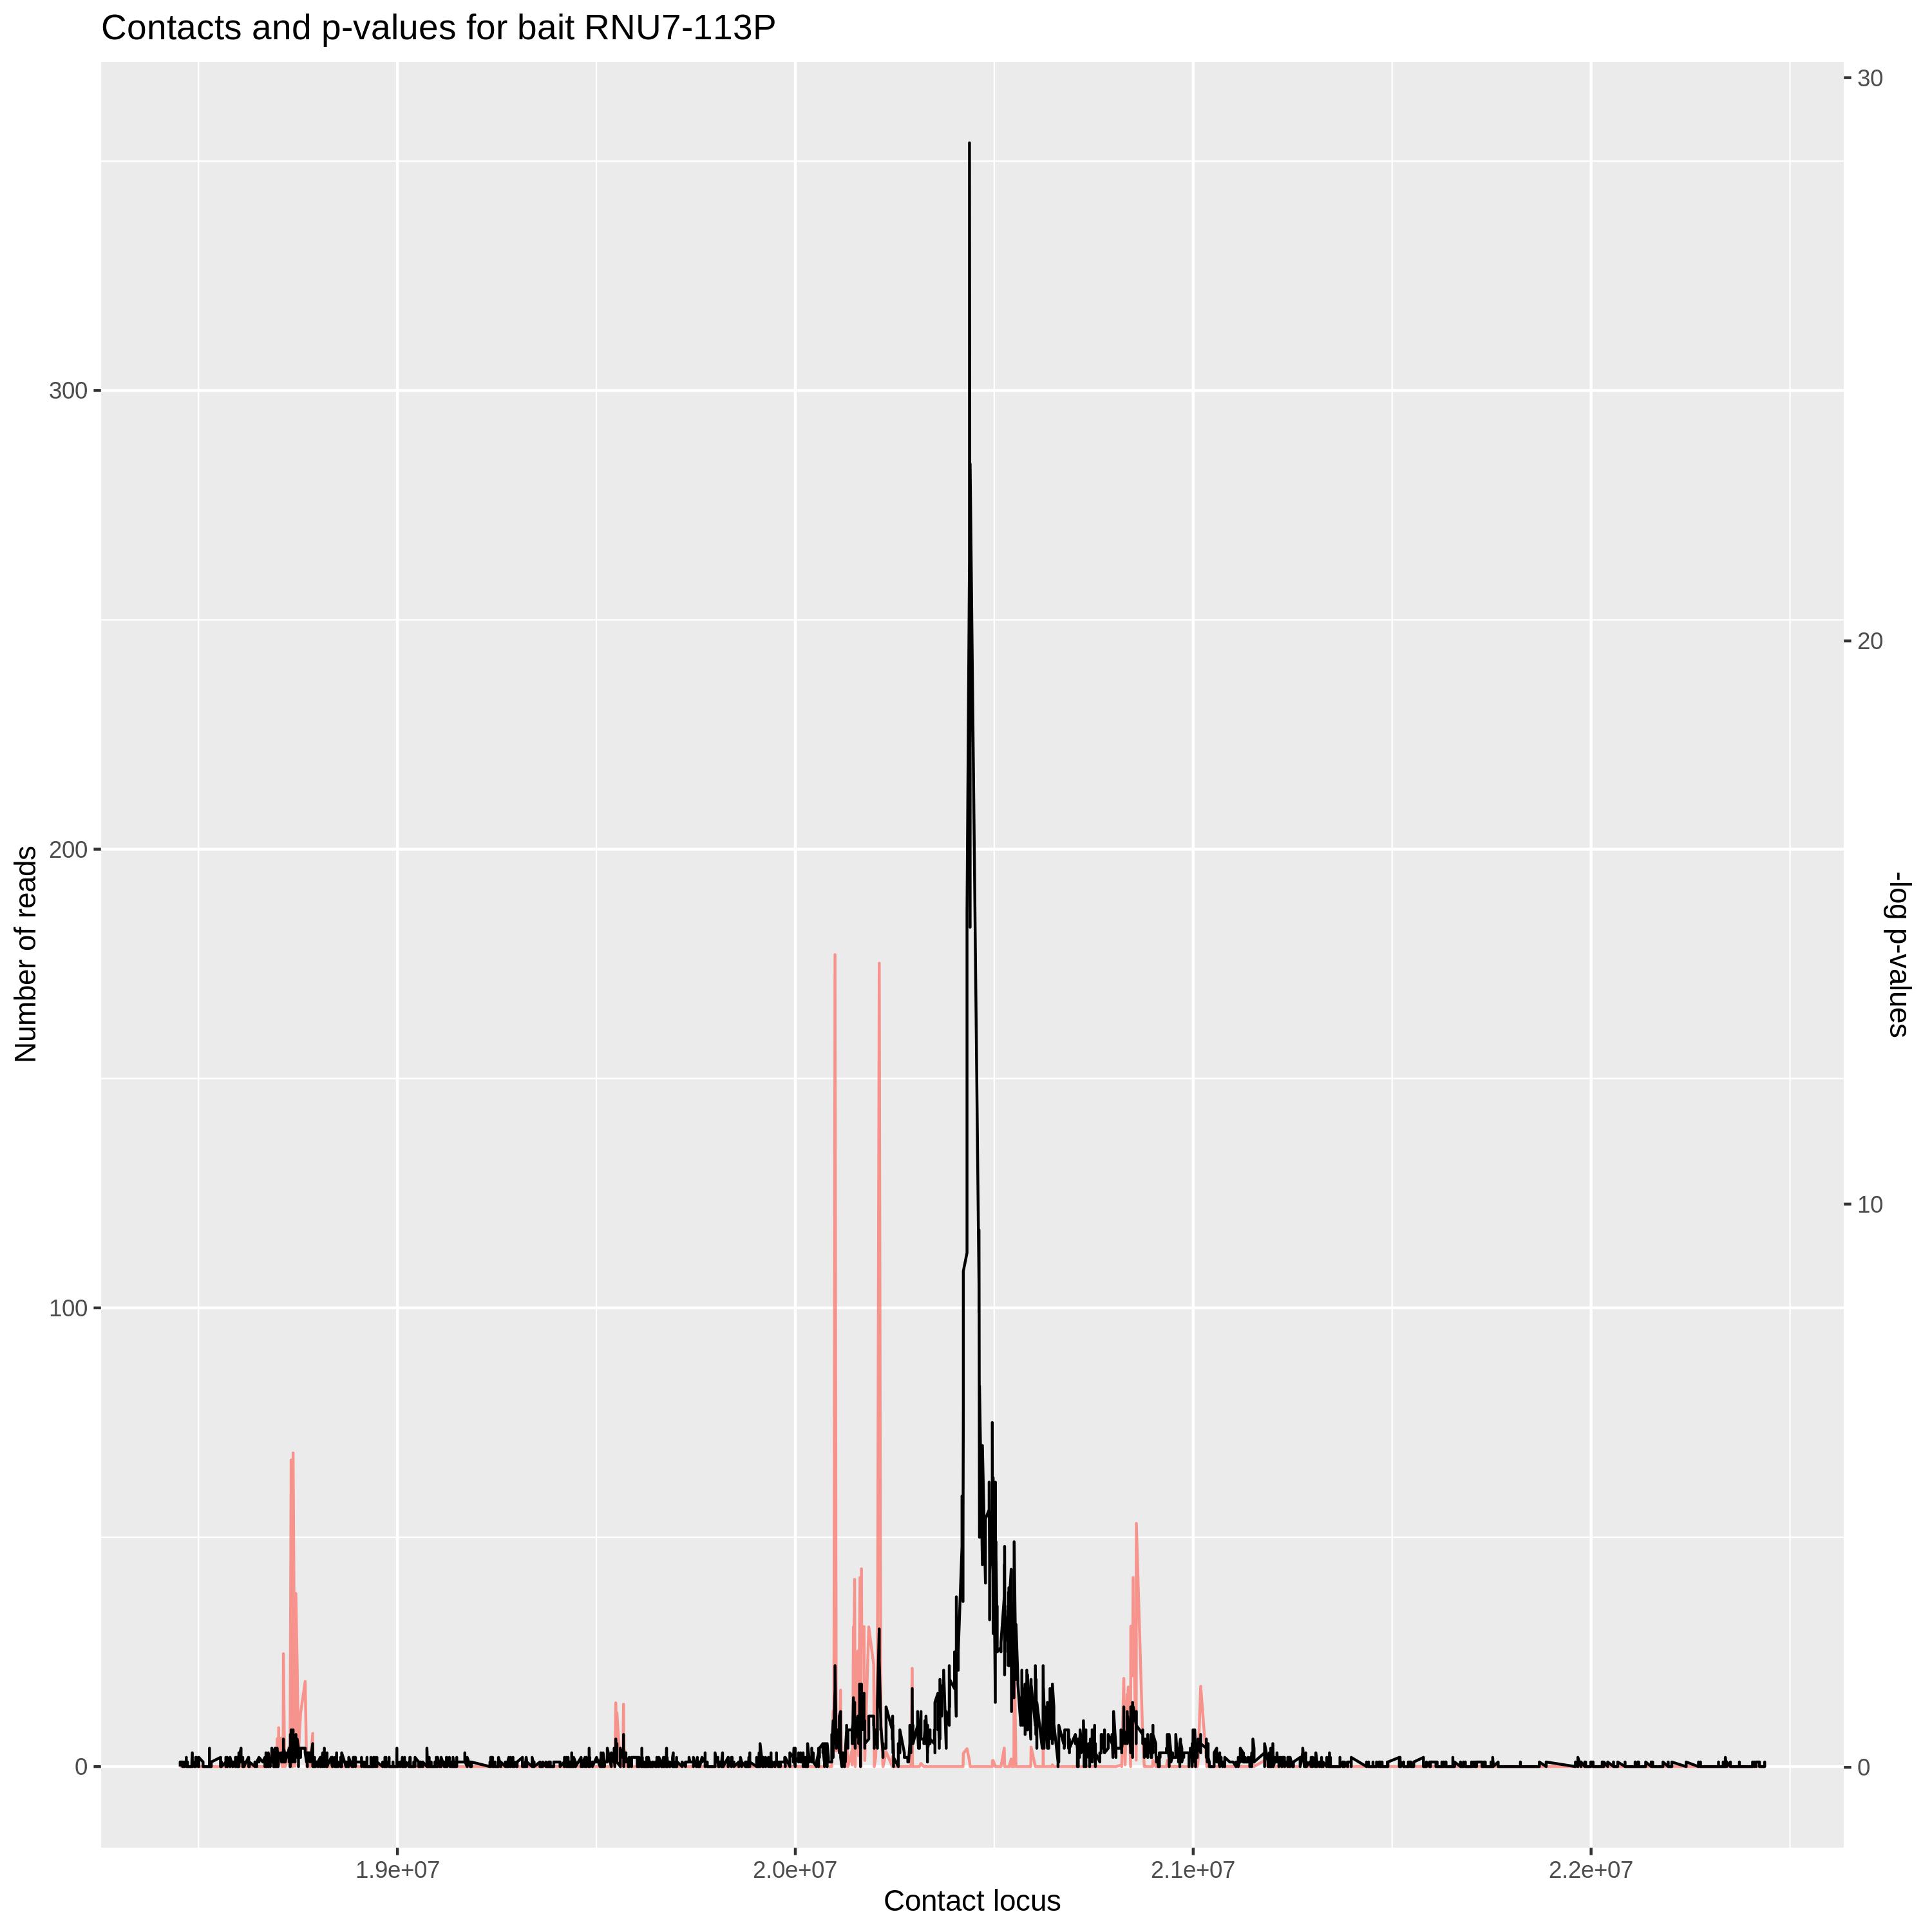 Contacts and p-values for bait RNU7-113P
300
200
100
0
Number of reads
30
20
10
0
-log p-values
1.9e+07
2.0e+07
2.1e+07
2.2e+07
Contact locus